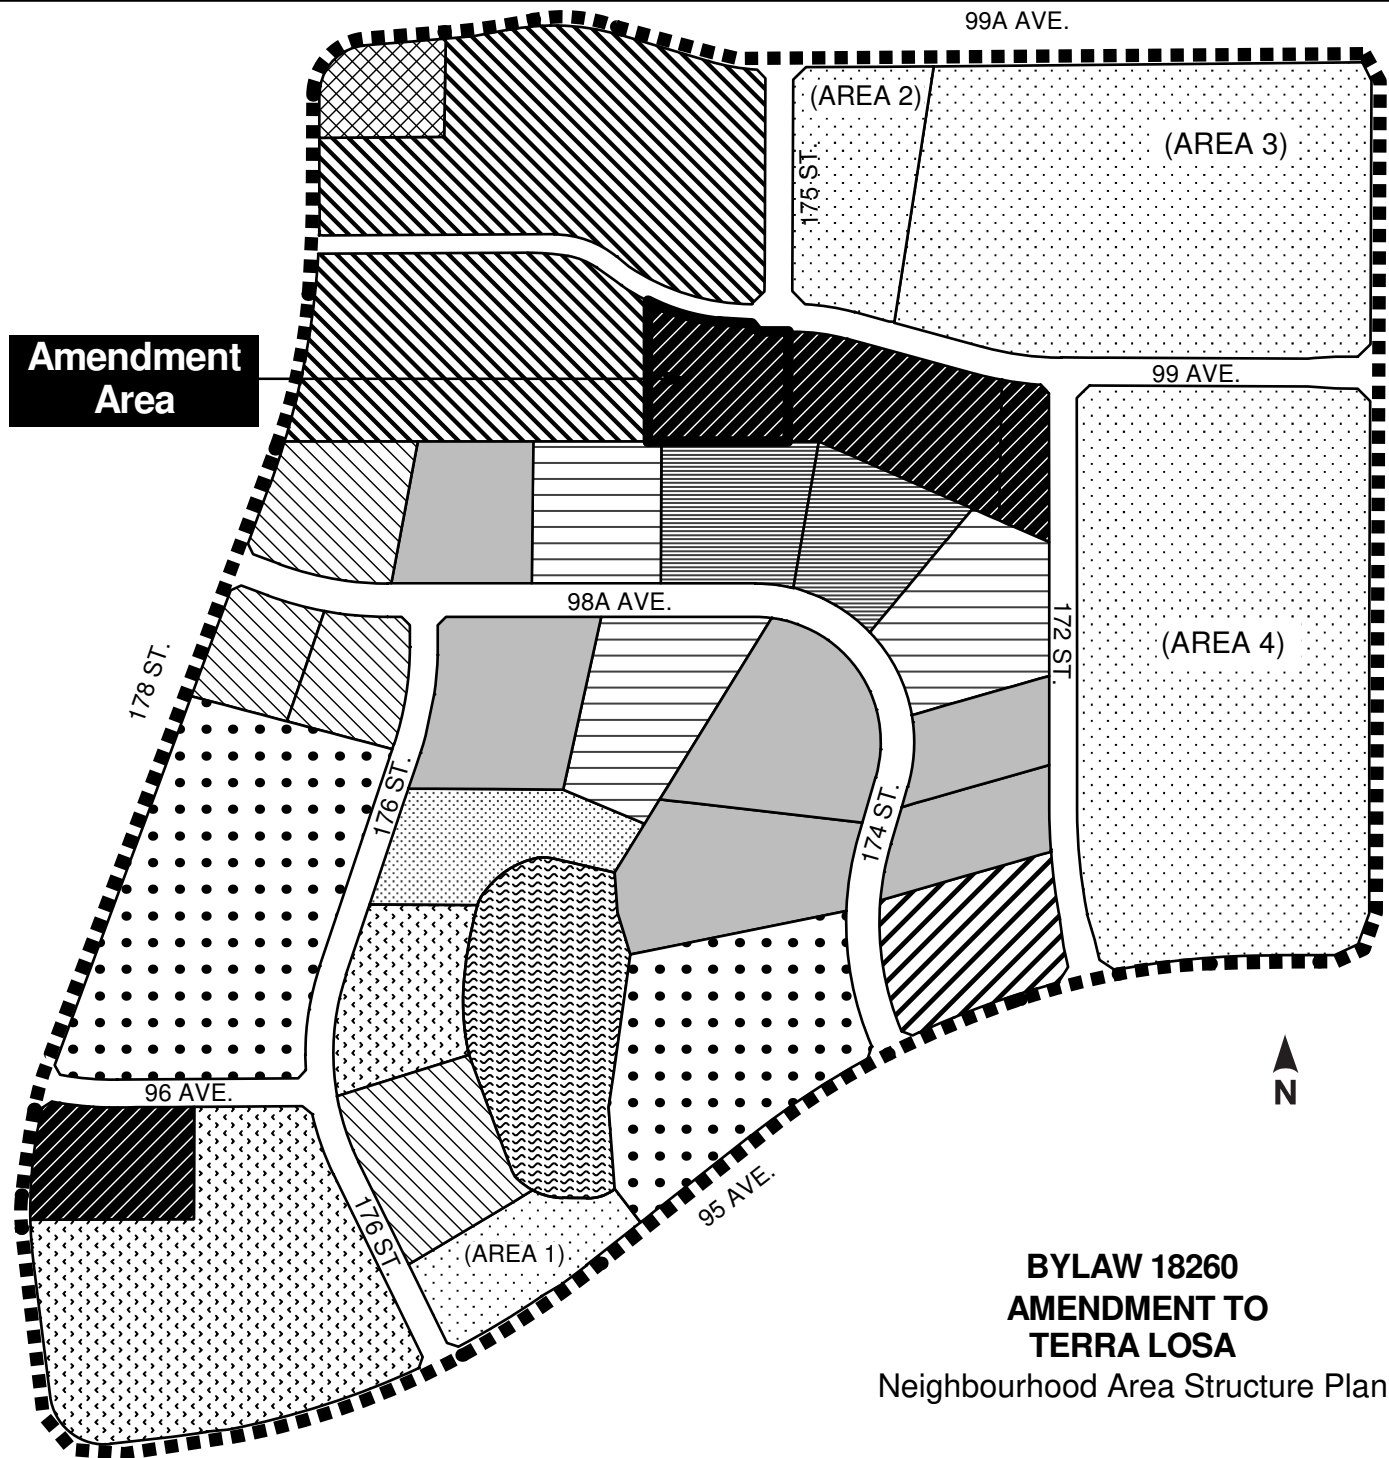 99A AVE.
(AREA 2)
(AREA 3)
175 ST.
Amendment
Area
99 AVE.
98A AVE.
172 ST.
(AREA 4)
178 ST.
176 ST.
174 ST.
96 AVE.
N
95 AVE.
176 ST
(AREA 1)
BYLAW 18260
AMENDMENT TO
TERRA LOSA
Neighbourhood Area Structure Plan